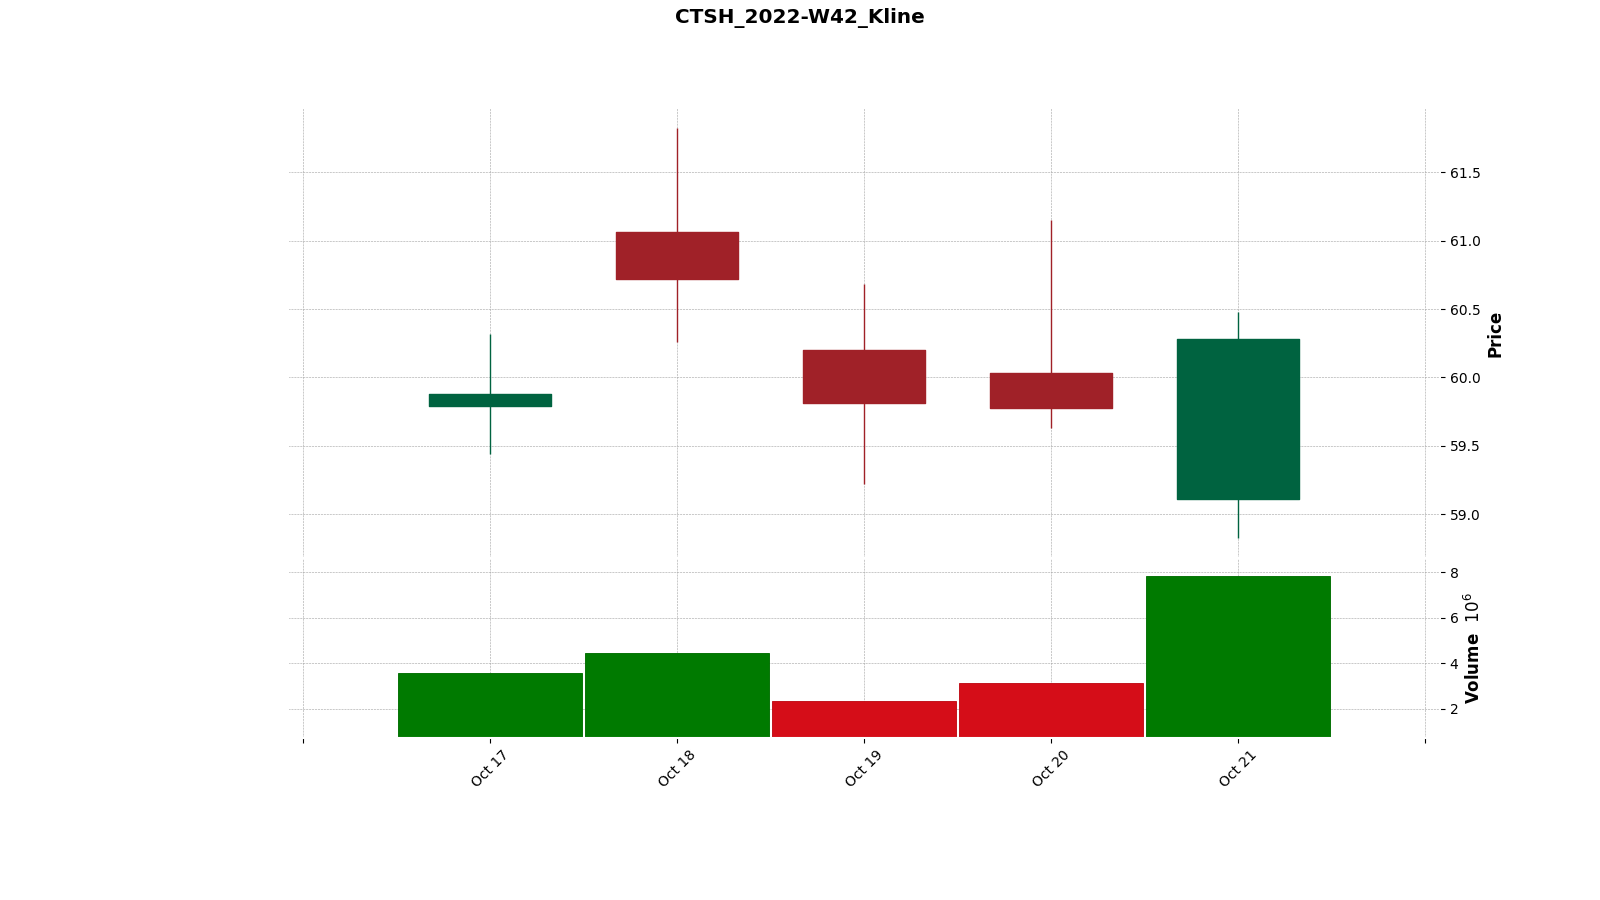 CTSH_2022-W42_Kline
61.5
61.0
60.5
60.0
59.5
59.0
Price
8
6
4
2
Volume 10^6
Oct 17
Oct 18
Oct 19
Oct 20
Oct 21